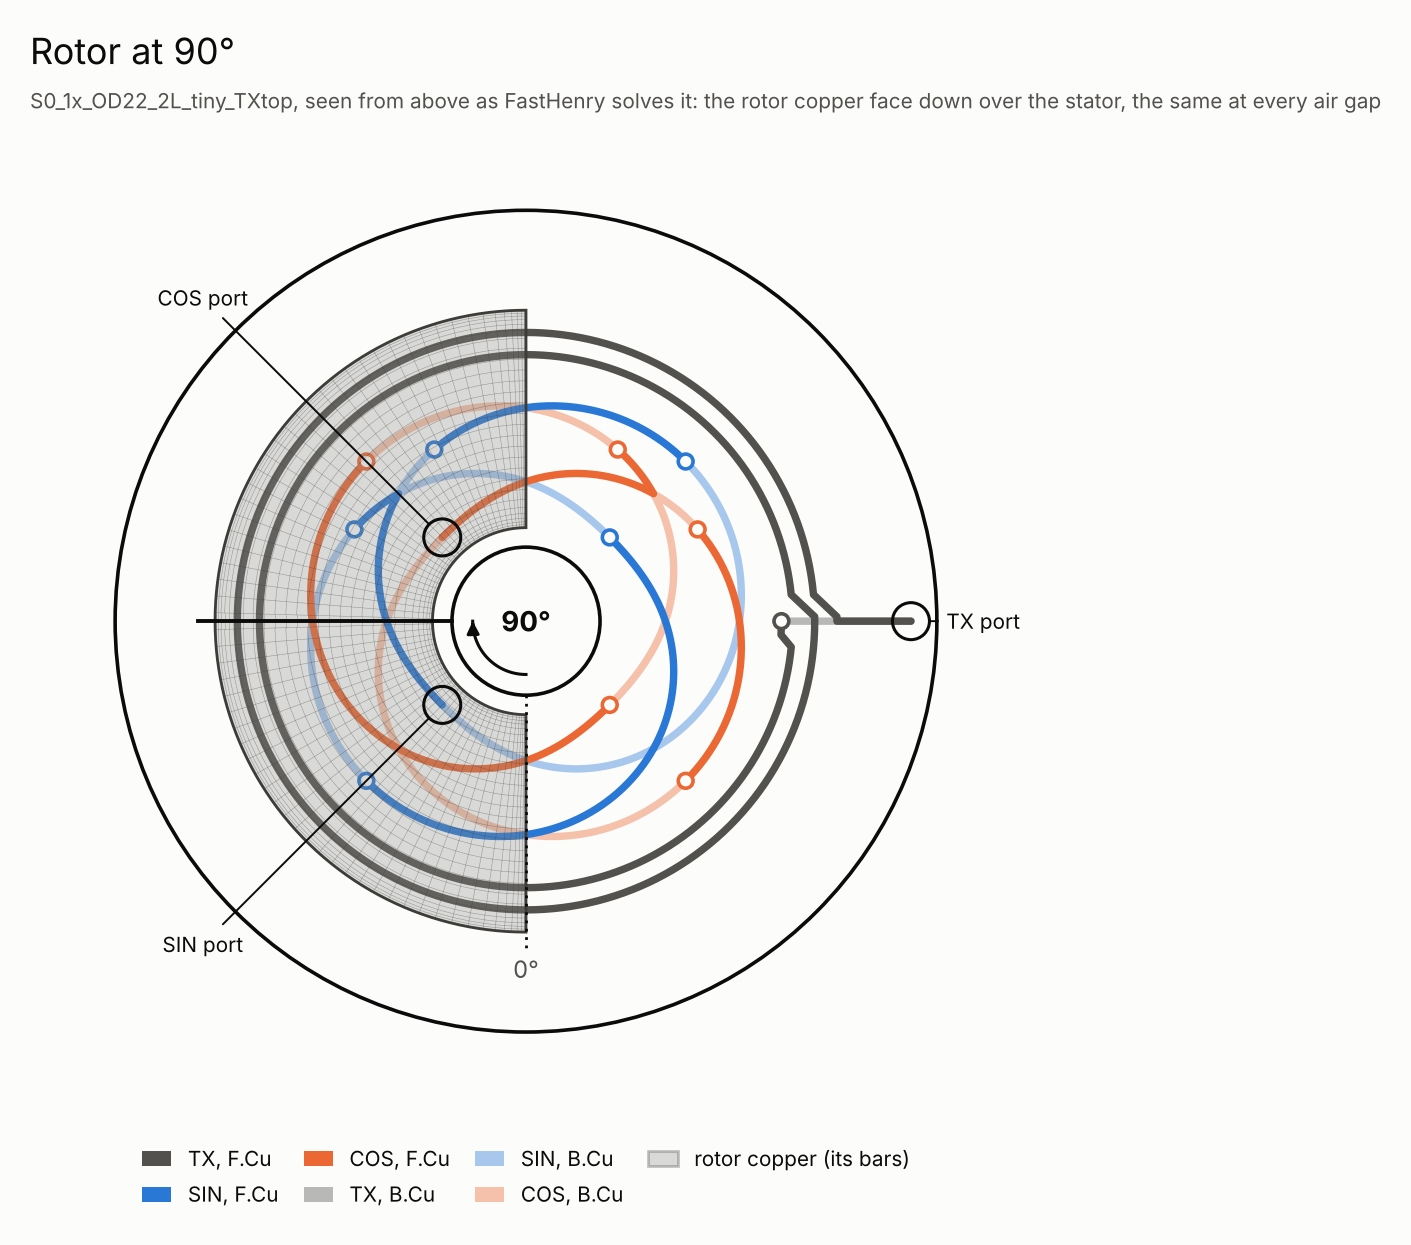 Rotor at 90°
S0_1x_OD22_2L_tiny_TXtop, seen from above as FastHenry solves it: the rotor copper face down over the stator, the same at every air gap
COS port
90°
TX port
SIN port
0°
TX, F.Cu
COS, F.Cu
SIN, B.Cu
rotor copper (its bars)
SIN, F.Cu
TX, B.Cu
COS, B.Cu